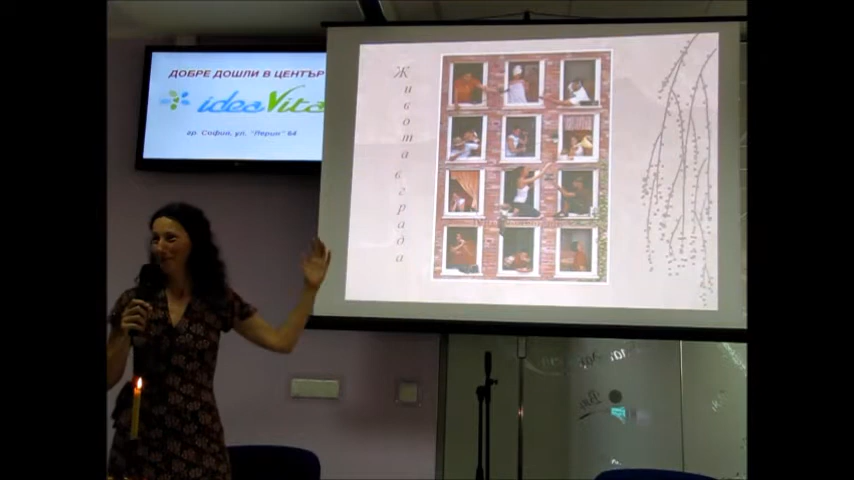 ДОБРЕ ДОШЛИ В ЦЕНТЪР
ideaVita
гр. София, ул. "Лерин" 64
Живота в града